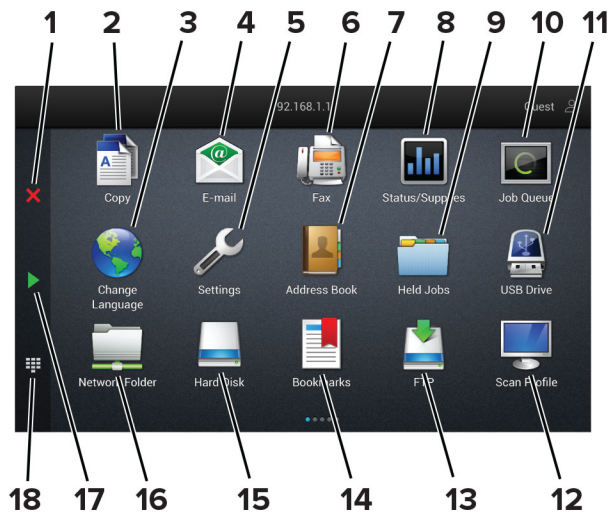 1 2 3 4 5 6 7 8 9 10 11
92.168.1.1
Guest
Copy
E-mail
Fax
Status/Supplies
Job Queue
Change
Language
Settings
Address Book
Held Jobs
USB Drive
Network Folder
Hard Disk
Bookmarks
FTP
Scan Profile
18 17 16 15 14 13 12